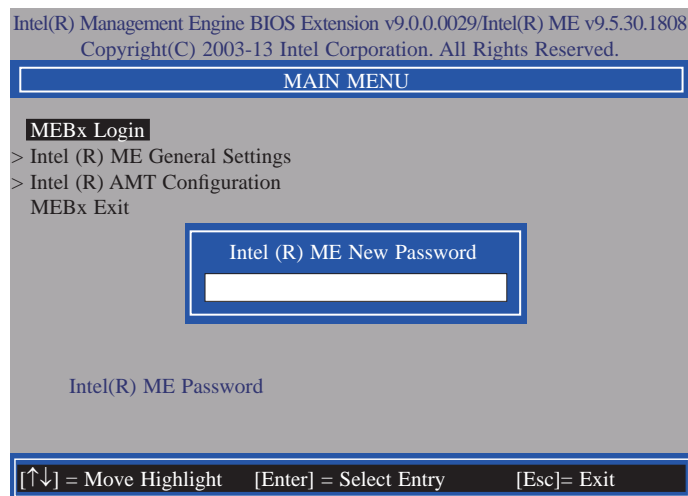 Intel(R) Management Engine BIOS Extension v9.0.0.0029/Intel(R) ME v9.5.30.1808
Copyright(C) 2003-13 Intel Corporation. All Rights Reserved.
MAIN MENU
MEBx Login
> Intel (R) ME General Settings
> Intel (R) AMT Configuration
MEBx Exit
Intel (R) ME New Password
Intel(R) ME Password
[↑↓] = Move Highlight [Enter] = Select Entry [Esc]= Exit